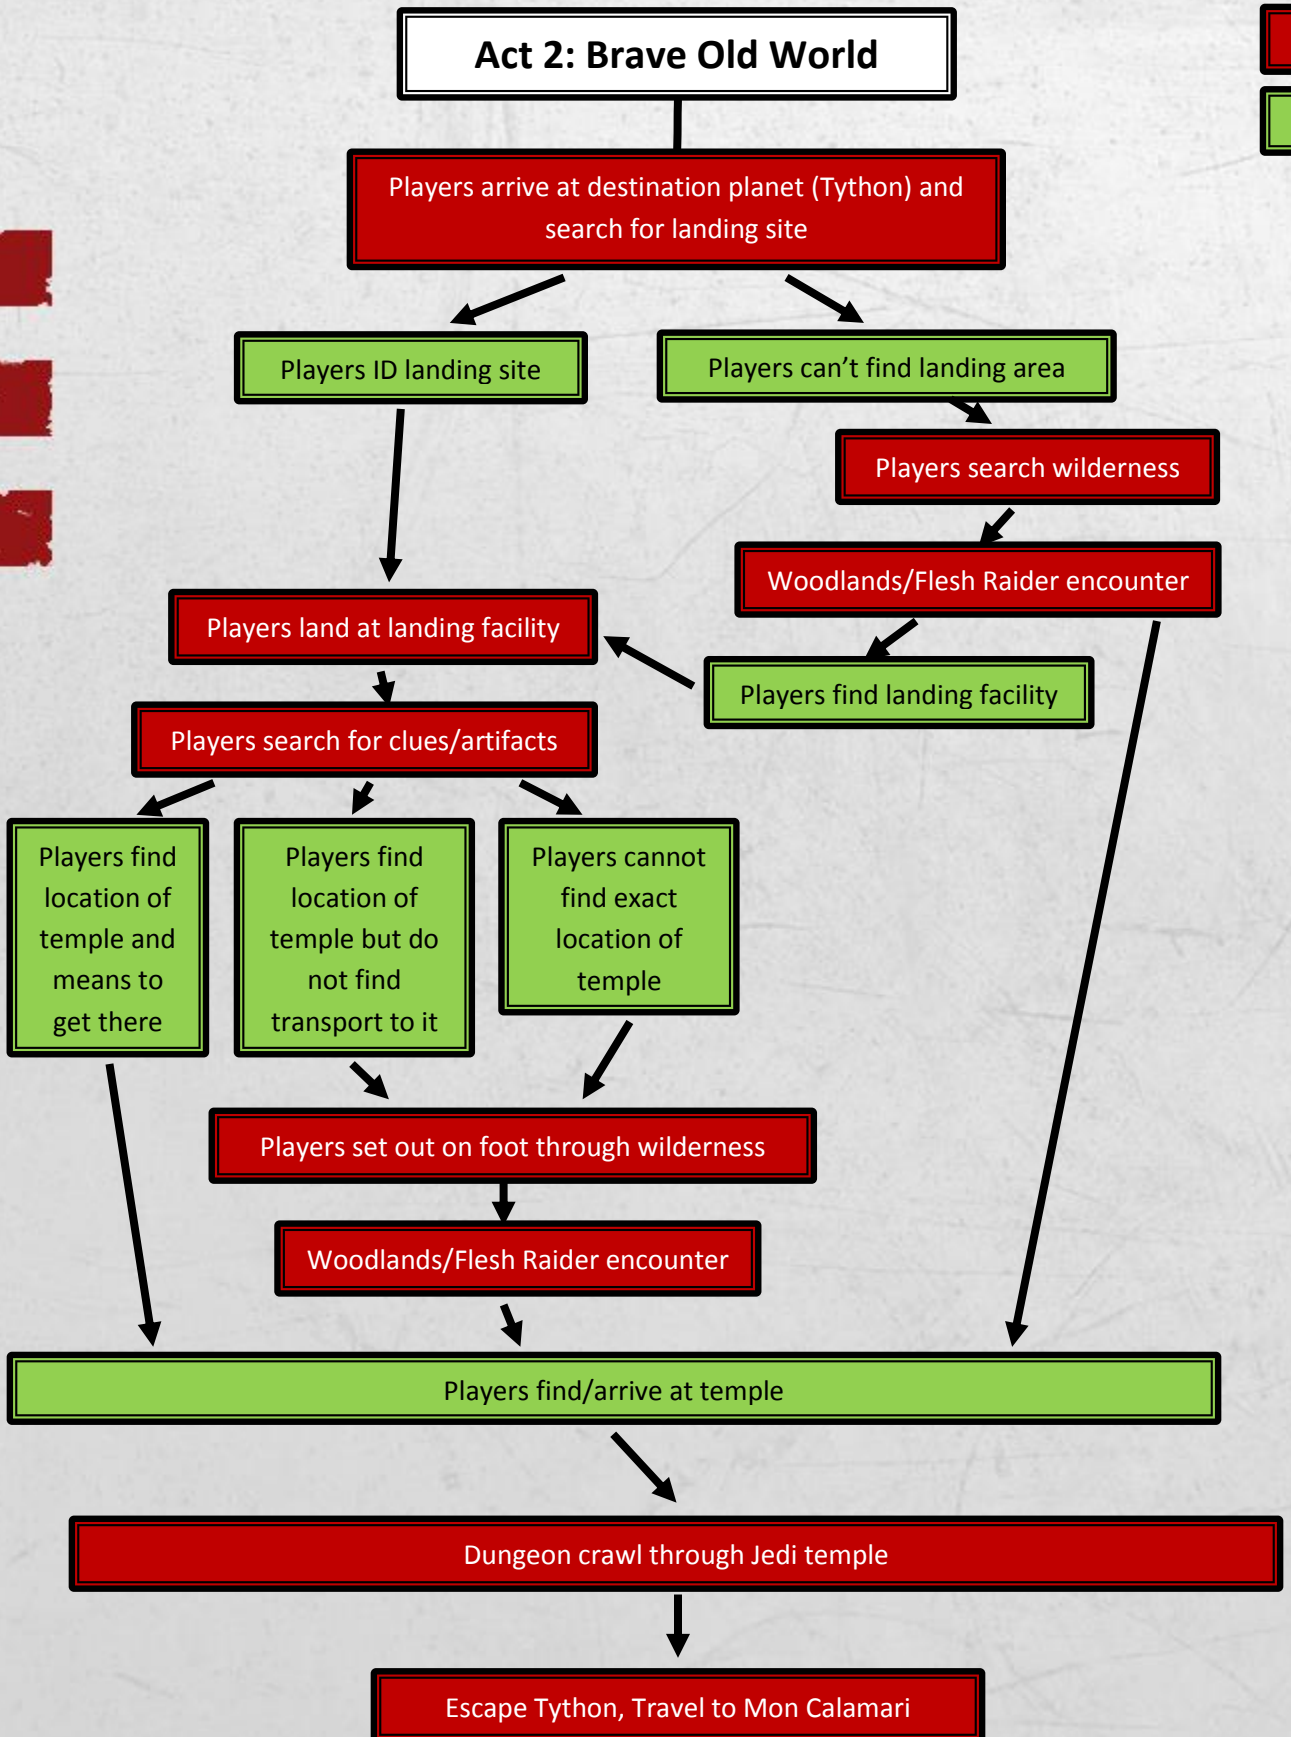 Act 2: Brave Old World
Players arrive at destination planet (Tython) and
search for landing site
Players ID landing site
Players can't find landing area
Players search wilderness
Woodlands/Flesh Raider encounter
Players land at landing facility
Players find landing facility
Players search for clues/artifacts
Players find
location of
temple and
means to
get there
Players find
location of
temple but do
not find
transport to it
Players cannot
find exact
location of
temple
Players set out on foot through wilderness
Woodlands/Flesh Raider encounter
Players find/arrive at temple
Dungeon crawl through Jedi temple
Escape Tython, Travel to Mon Calamari